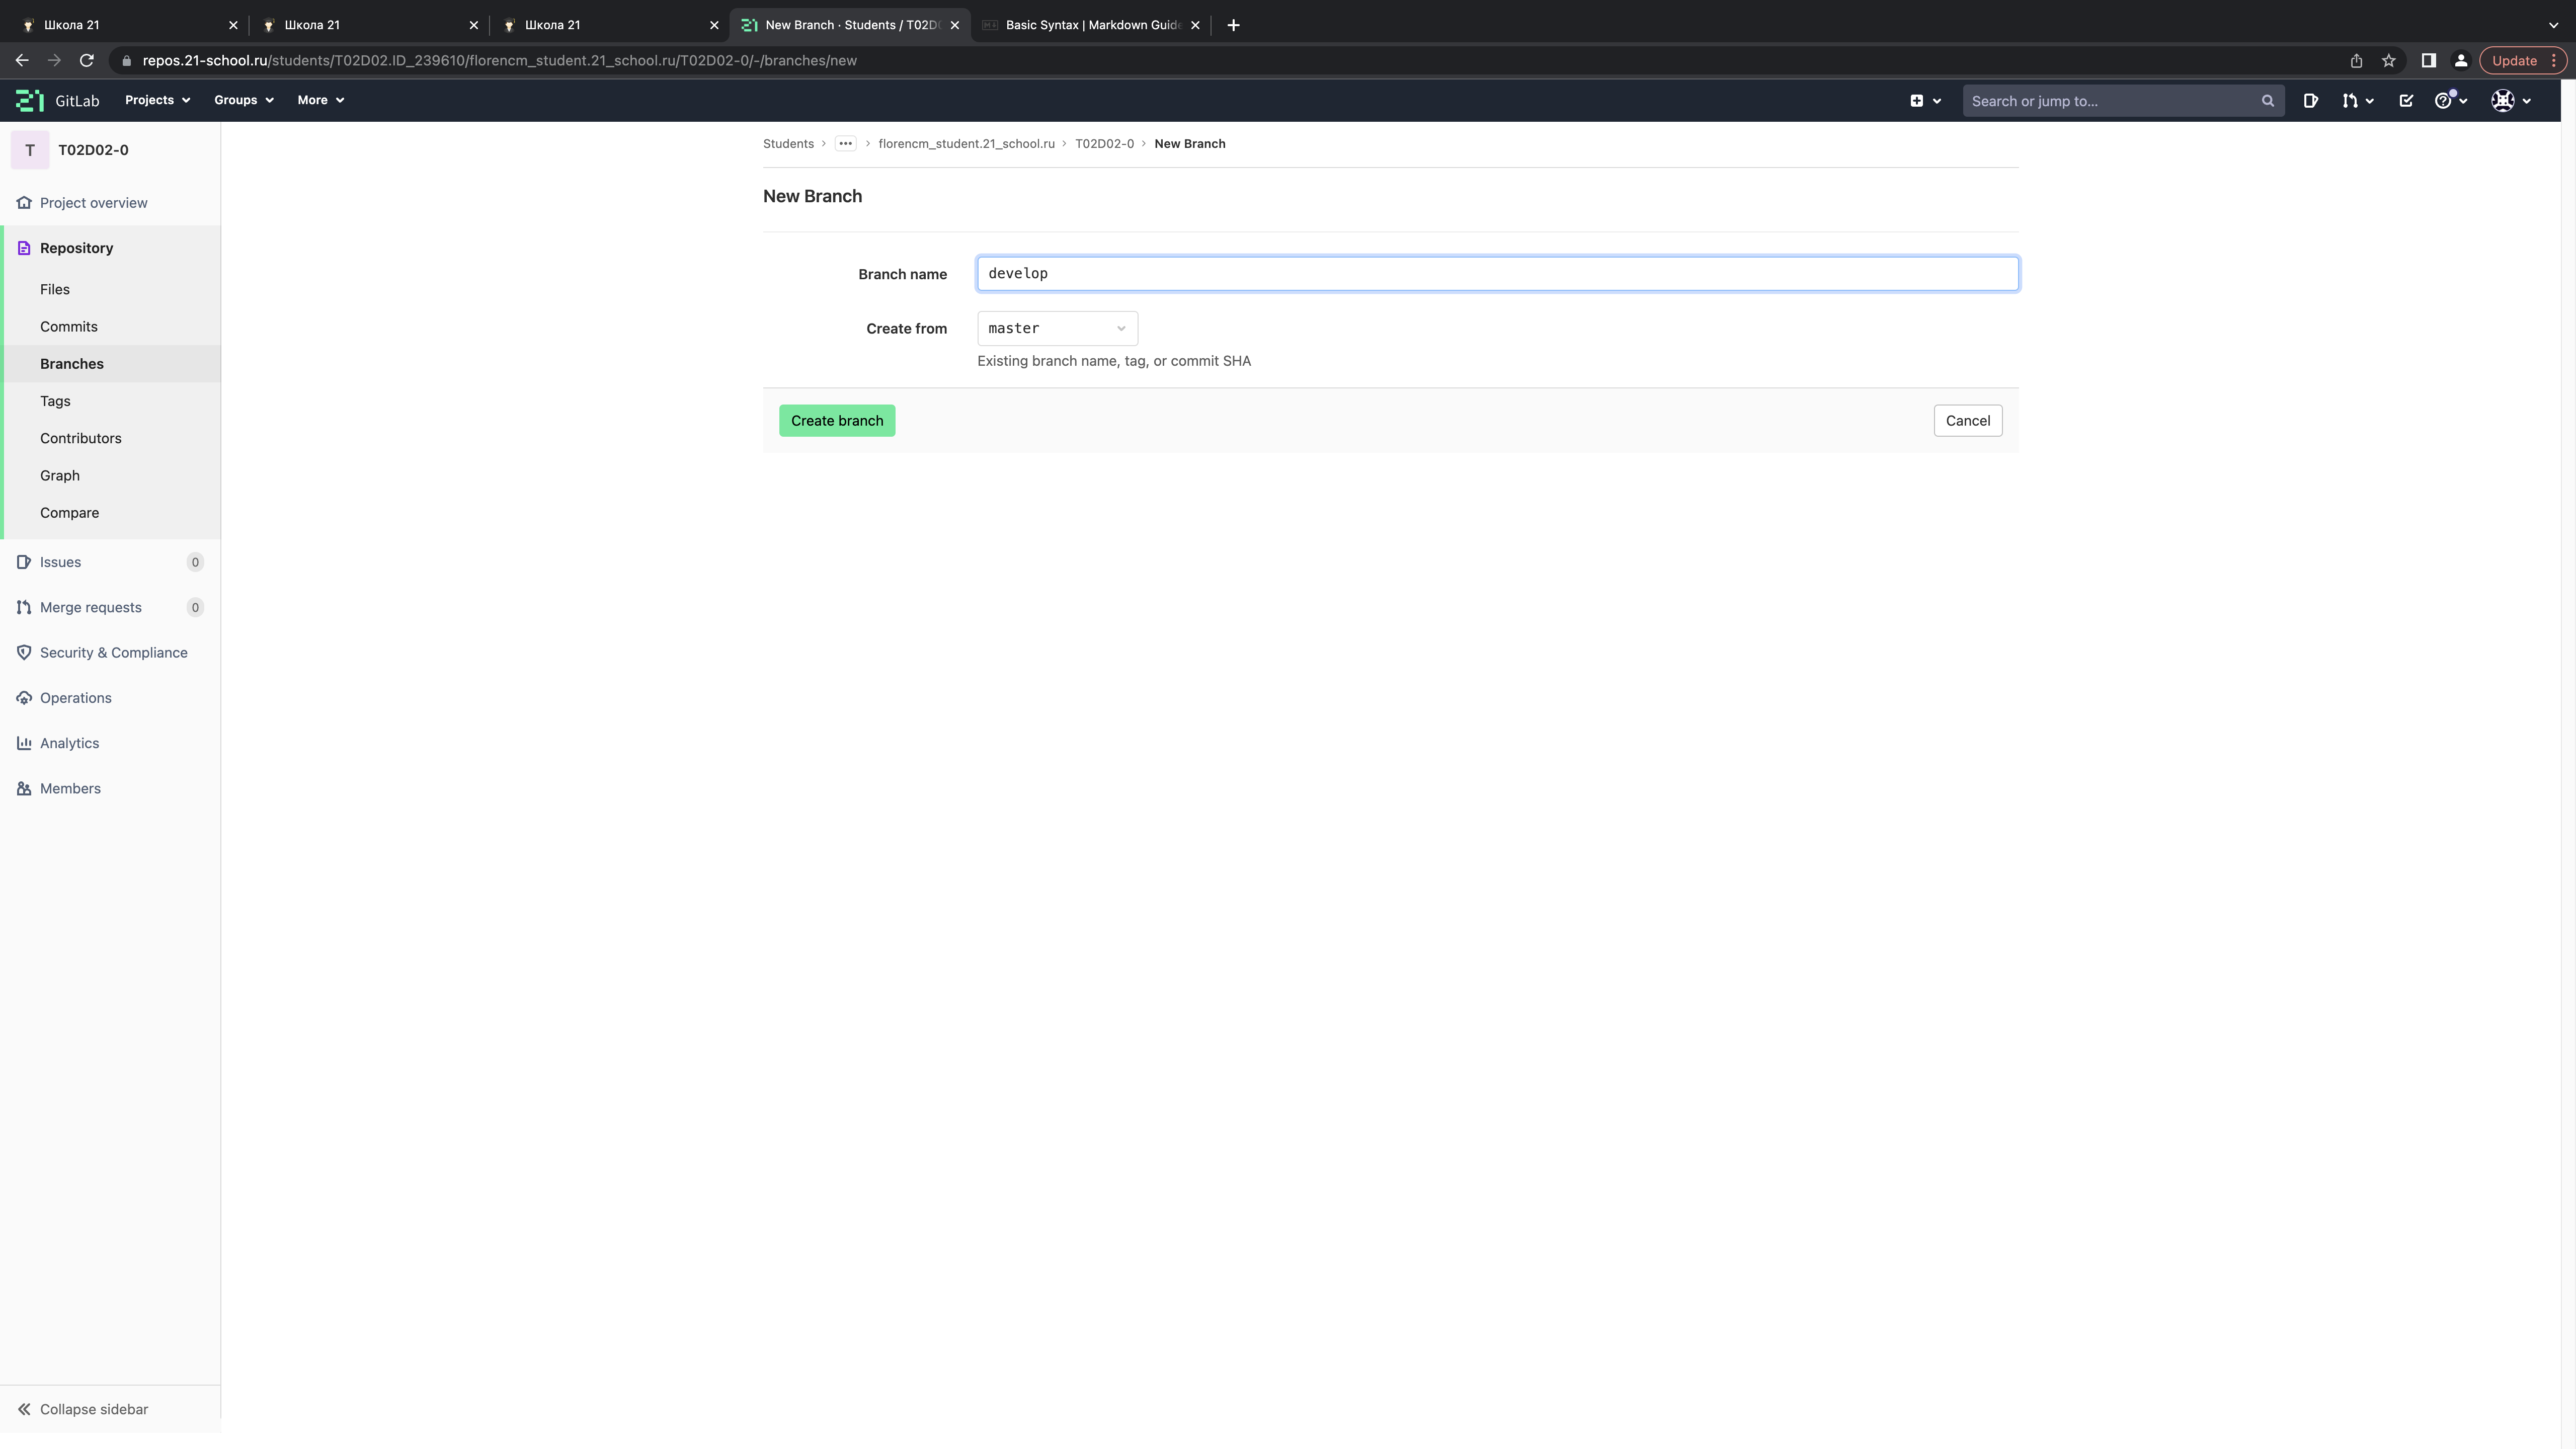 Школа 21
Школа 21
Школа 21
New Branch · Students / T02D0
Basic Syntax | Markdown Guide
repos.21-school.ru/students/T02D02.ID_239610/florencm_student.21_school.ru/T02D02-0/-/branches/new
Update
GitLab
Projects
Groups
More
Search or jump to...
T
T02D02-0
Project overview
Repository
Files
Commits
Branches
Tags
Contributors
Graph
Compare
Issues
0
Merge requests
0
Security & Compliance
Operations
Analytics
Members
Collapse sidebar
Students
florencm_student.21_school.ru
T02D02-0
New Branch
New Branch
Branch name
develop
Create from
master
Existing branch name, tag, or commit SHA
Create branch
Cancel